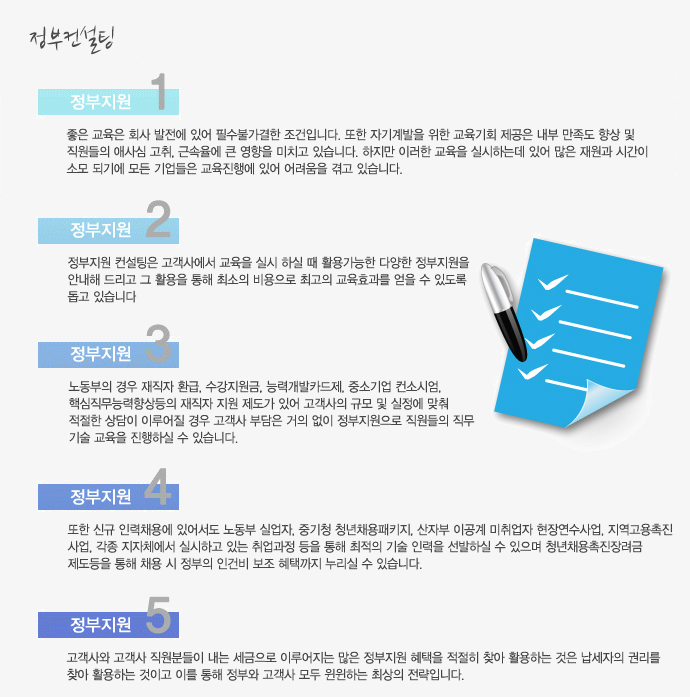 정부컨설팅
정부지원 1
좋은 교육은 회사 발전에 있어 필수불가결한 조건입니다. 또한 자기계발을 위한 교육기회 제공은 내부 만족도 향상 및
직원들의 애사심 고취, 근속율에 큰 영향을 미치고 있습니다. 하지만 이러한 교육을 실시하는데 있어 많은 재원과 시간이
소모 되기에 모든 기업들은 교육진행에 있어 어려움을 겪고 있습니다.
정부지원 2
정부지원 컨설팅은 고객사에서 교육을 실시 하실 때 활용가능한 다양한 정부지원을
안내해 드리고 그 활용을 통해 최소의 비용으로 최고의 교육효과를 얻을 수 있도록
돕고 있습니다
정부지원 3
노동부의 경우 재직자 환급, 수강지원금, 능력개발카드제, 중소기업 컨소시엄,
핵심직무능력향상등의 재직자 지원 제도가 있어 고객사의 규모 및 실정에 맞춰
적절한 상담이 이루어질 경우 고객사 부담은 거의 없이 정부지원으로 직원들의 직무
기술 교육을 진행하실 수 있습니다.
정부지원 4
또한 신규 인력채용에 있어서도 노동부 실업자, 중기청 청년채용패키지, 산자부 이공계 미취업자 현장연수사업, 지역고용촉진
사업, 각종 지자체에서 실시하고 있는 취업과정 등을 통해 최적의 기술 인력을 선발하실 수 있으며 청년채용촉진장려금
제도등을 통해 채용 시 정부의 인건비 보조 혜택까지 누리실 수 있습니다.
정부지원 5
고객사와 고객사 직원분들이 내는 세금으로 이루어지는 많은 정부지원 혜택을 적절히 찾아 활용하는 것은 납세자의 권리를
찾아 활용하는 것이고 이를 통해 정부와 고객사 모두 윈윈하는 최상의 전략입니다.